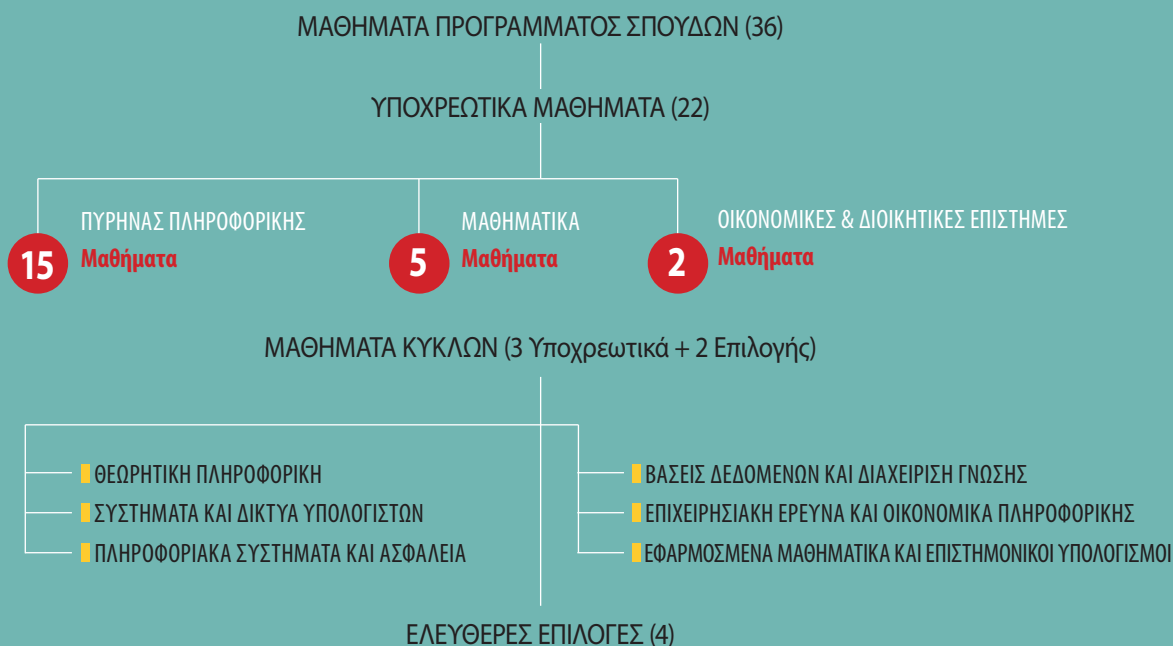 ΜΑΘΗΜΑΤΑ ΠΡΟΓΡΑΜΜΑΤΟΣ ΣΠΟΥΔΩΝ (36)
ΥΠΟΧΡΕΩΤΙΚΑ ΜΑΘΗΜΑΤΑ (22)
15
ΠΥΡΗΝΑΣ ΠΛΗΡΟΦΟΡΙΚΗΣ
Μαθήματα
5
ΜΑΘΗΜΑΤΙΚΑ
Μαθήματα
2
ΟΙΚΟΝΟΜΙΚΕΣ & ΔΙΟΙΚΗΤΙΚΕΣ ΕΠΙΣΤΗΜΕΣ
Μαθήματα
ΜΑΘΗΜΑΤΑ ΚΥΚΛΩΝ (3 Υποχρεωτικά + 2 Επιλογής)
ΘΕΩΡΗΤΙΚΗ ΠΛΗΡΟΦΟΡΙΚΗ
ΣΥΣΤΗΜΑΤΑ ΚΑΙ ΔΙΚΤΥΑ ΥΠΟΛΟΓΙΣΤΩΝ
ΠΛΗΡΟΦΟΡΙΑΚΑ ΣΥΣΤΗΜΑΤΑ ΚΑΙ ΑΣΦΑΛΕΙΑ
ΒΑΣΕΙΣ ΔΕΔΟΜΕΝΩΝ ΚΑΙ ΔΙΑΧΕΙΡΙΣΗ ΓΝΩΣΗΣ
ΕΠΙΧΕΙΡΗΣΙΑΚΗ ΕΡΕΥΝΑ ΚΑΙ ΟΙΚΟΝΟΜΙΚΑ ΠΛΗΡΟΦΟΡΙΚΗΣ
ΕΦΑΡΜΟΣΜΕΝΑ ΜΑΘΗΜΑΤΙΚΑ ΚΑΙ ΕΠΙΣΤΗΜΟΝΙΚΟΙ ΥΠΟΛΟΓΙΣΜΟΙ
ΕΛΕΥΘΕΡΕΣ ΕΠΙΛΟΓΕΣ (4)